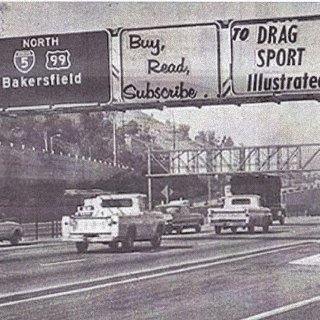 NORTH
5 99
Bakersfield
Buy,
Read,
Subscribe.
TO DRAG
SPORT
Illustrated